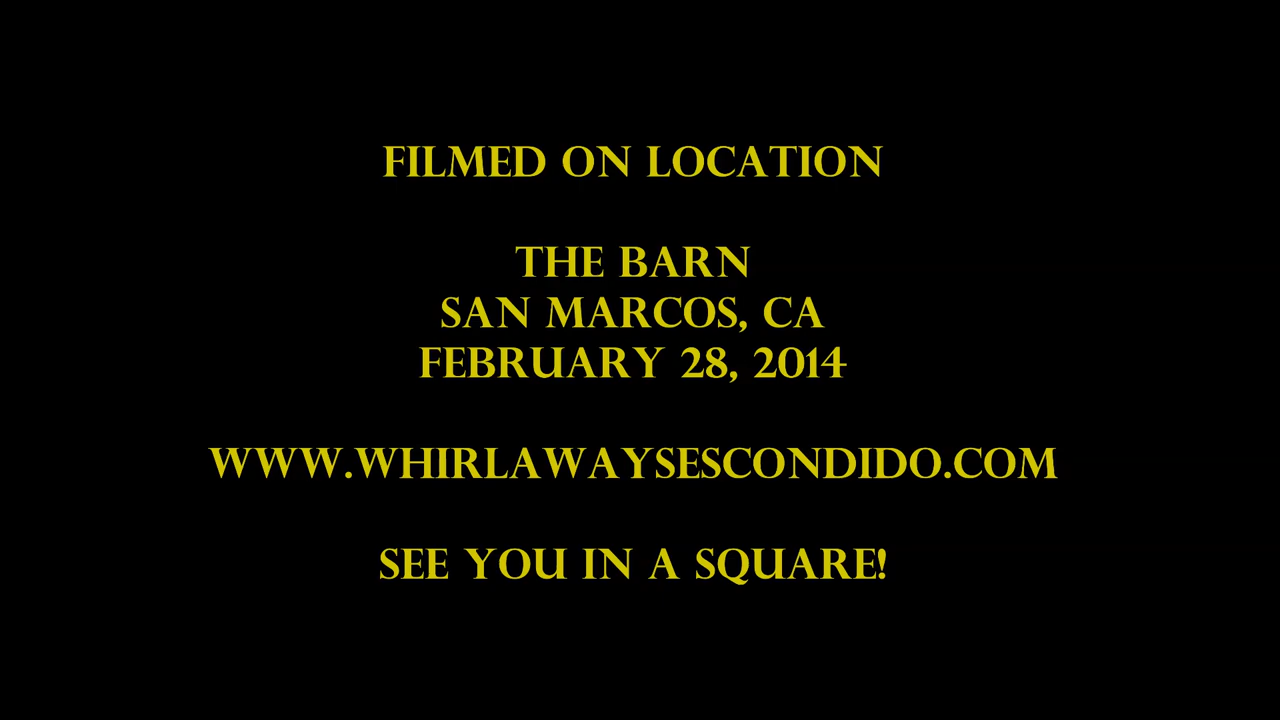 FILMED ON LOCATION
THE BARN
SAN MARCOS, CA
FEBRUARY 28, 2014
WWW.WHIRLAWAYSESCONDIDO.COM
SEE YOU IN A SQUARE!